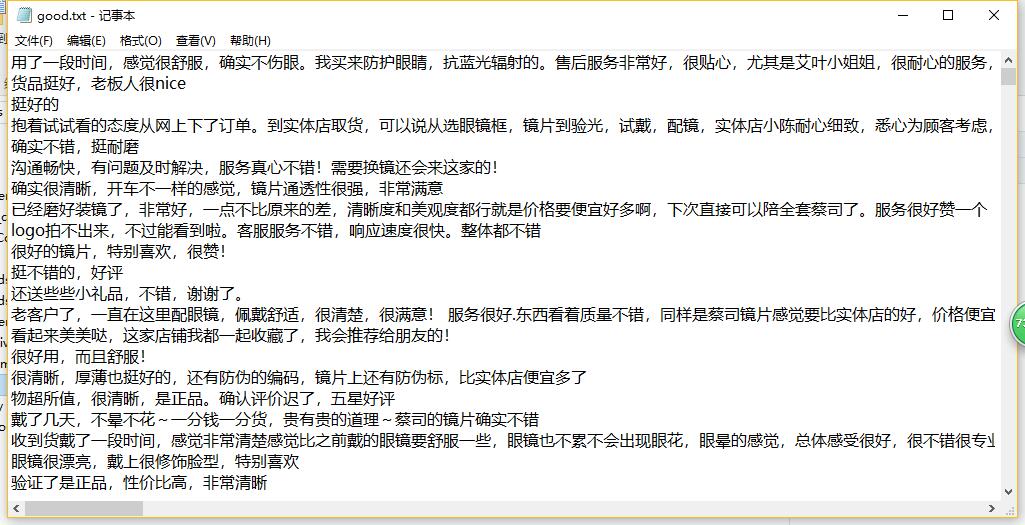 good.txt - 记事本
文件(F) 编辑(E) 格式(O) 查看(V) 帮助(H)
用了一段时间，感觉很舒服，确实不伤眼。我买来防护眼睛，抗蓝光辐射的。售后服务非常好，很贴心，尤其是艾叶小姐姐，很耐心的服务，
货品挺好，老板人很nice
挺好的
抱着试试看的态度从网上下了订单。到实体店取货，可以说从选眼镜框，镜片到验光，试戴，配镜，实体店小陈耐心细致，悉心为顾客考虑，
确实不错，挺耐磨
沟通畅快，有问题及时解决，服务真心不错！需要换镜还会来这家的！
确实很清晰，开车不一样的感觉，镜片通透性很强，非常满意
已经磨好装镜了，非常好，一点不比原来的差，清晰度和美观度都行就是价格要便宜好多啊，下次直接可以陪全套蔡司了。服务很好赞一个
logo拍不出来，不过能看到啦。客服服务不错，响应速度很快。整体都不错
很好的镜片，特别喜欢，很赞！
挺不错的，好评
还送些些小礼品，不错，谢谢了。
老客户了，一直在这里配眼镜，佩戴舒适，很清楚，很满意！ 服务很好.东西看着质量不错，同样是蔡司镜片感觉要比实体店的好，价格便宜
看起来美美哒，这家店铺我都一起收藏了，我会推荐给朋友的！
很好用，而且舒服！
很清晰，厚薄也挺好的，还有防伪的编码，镜片上还有防伪标，比实体店便宜多了
物超所值，很清晰，是正品。确认评价迟了，五星好评
戴了几天，不晕不花～一分钱一分货，贵有贵的道理～蔡司的镜片确实不错
收到货戴了一段时间，感觉非常清楚感觉比之前戴的眼镜要舒服一些，眼镜也不累不会出现眼花，眼晕的感觉，总体感受很好，很不错很专业
眼镜很漂亮，戴上很修饰脸型，特别喜欢
验证了是正品，性价比高，非常清晰